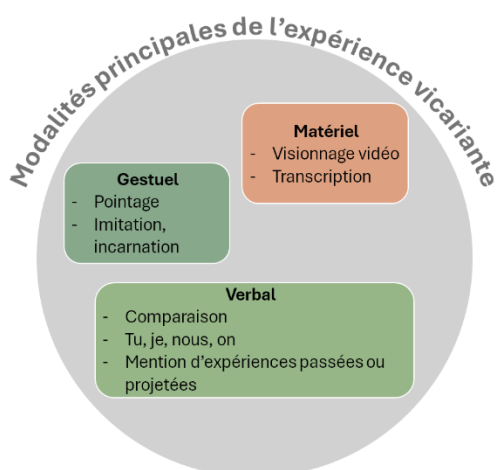 Modalités principales de l'expérience vicariante
Matériel
- Visionnage vidéo
- Transcription
Gestuel
- Pointage
- Imitation,
incarnation
Verbal
- Comparaison
- Tu, je, nous, on
- Mention d'expériences passées ou
projetées